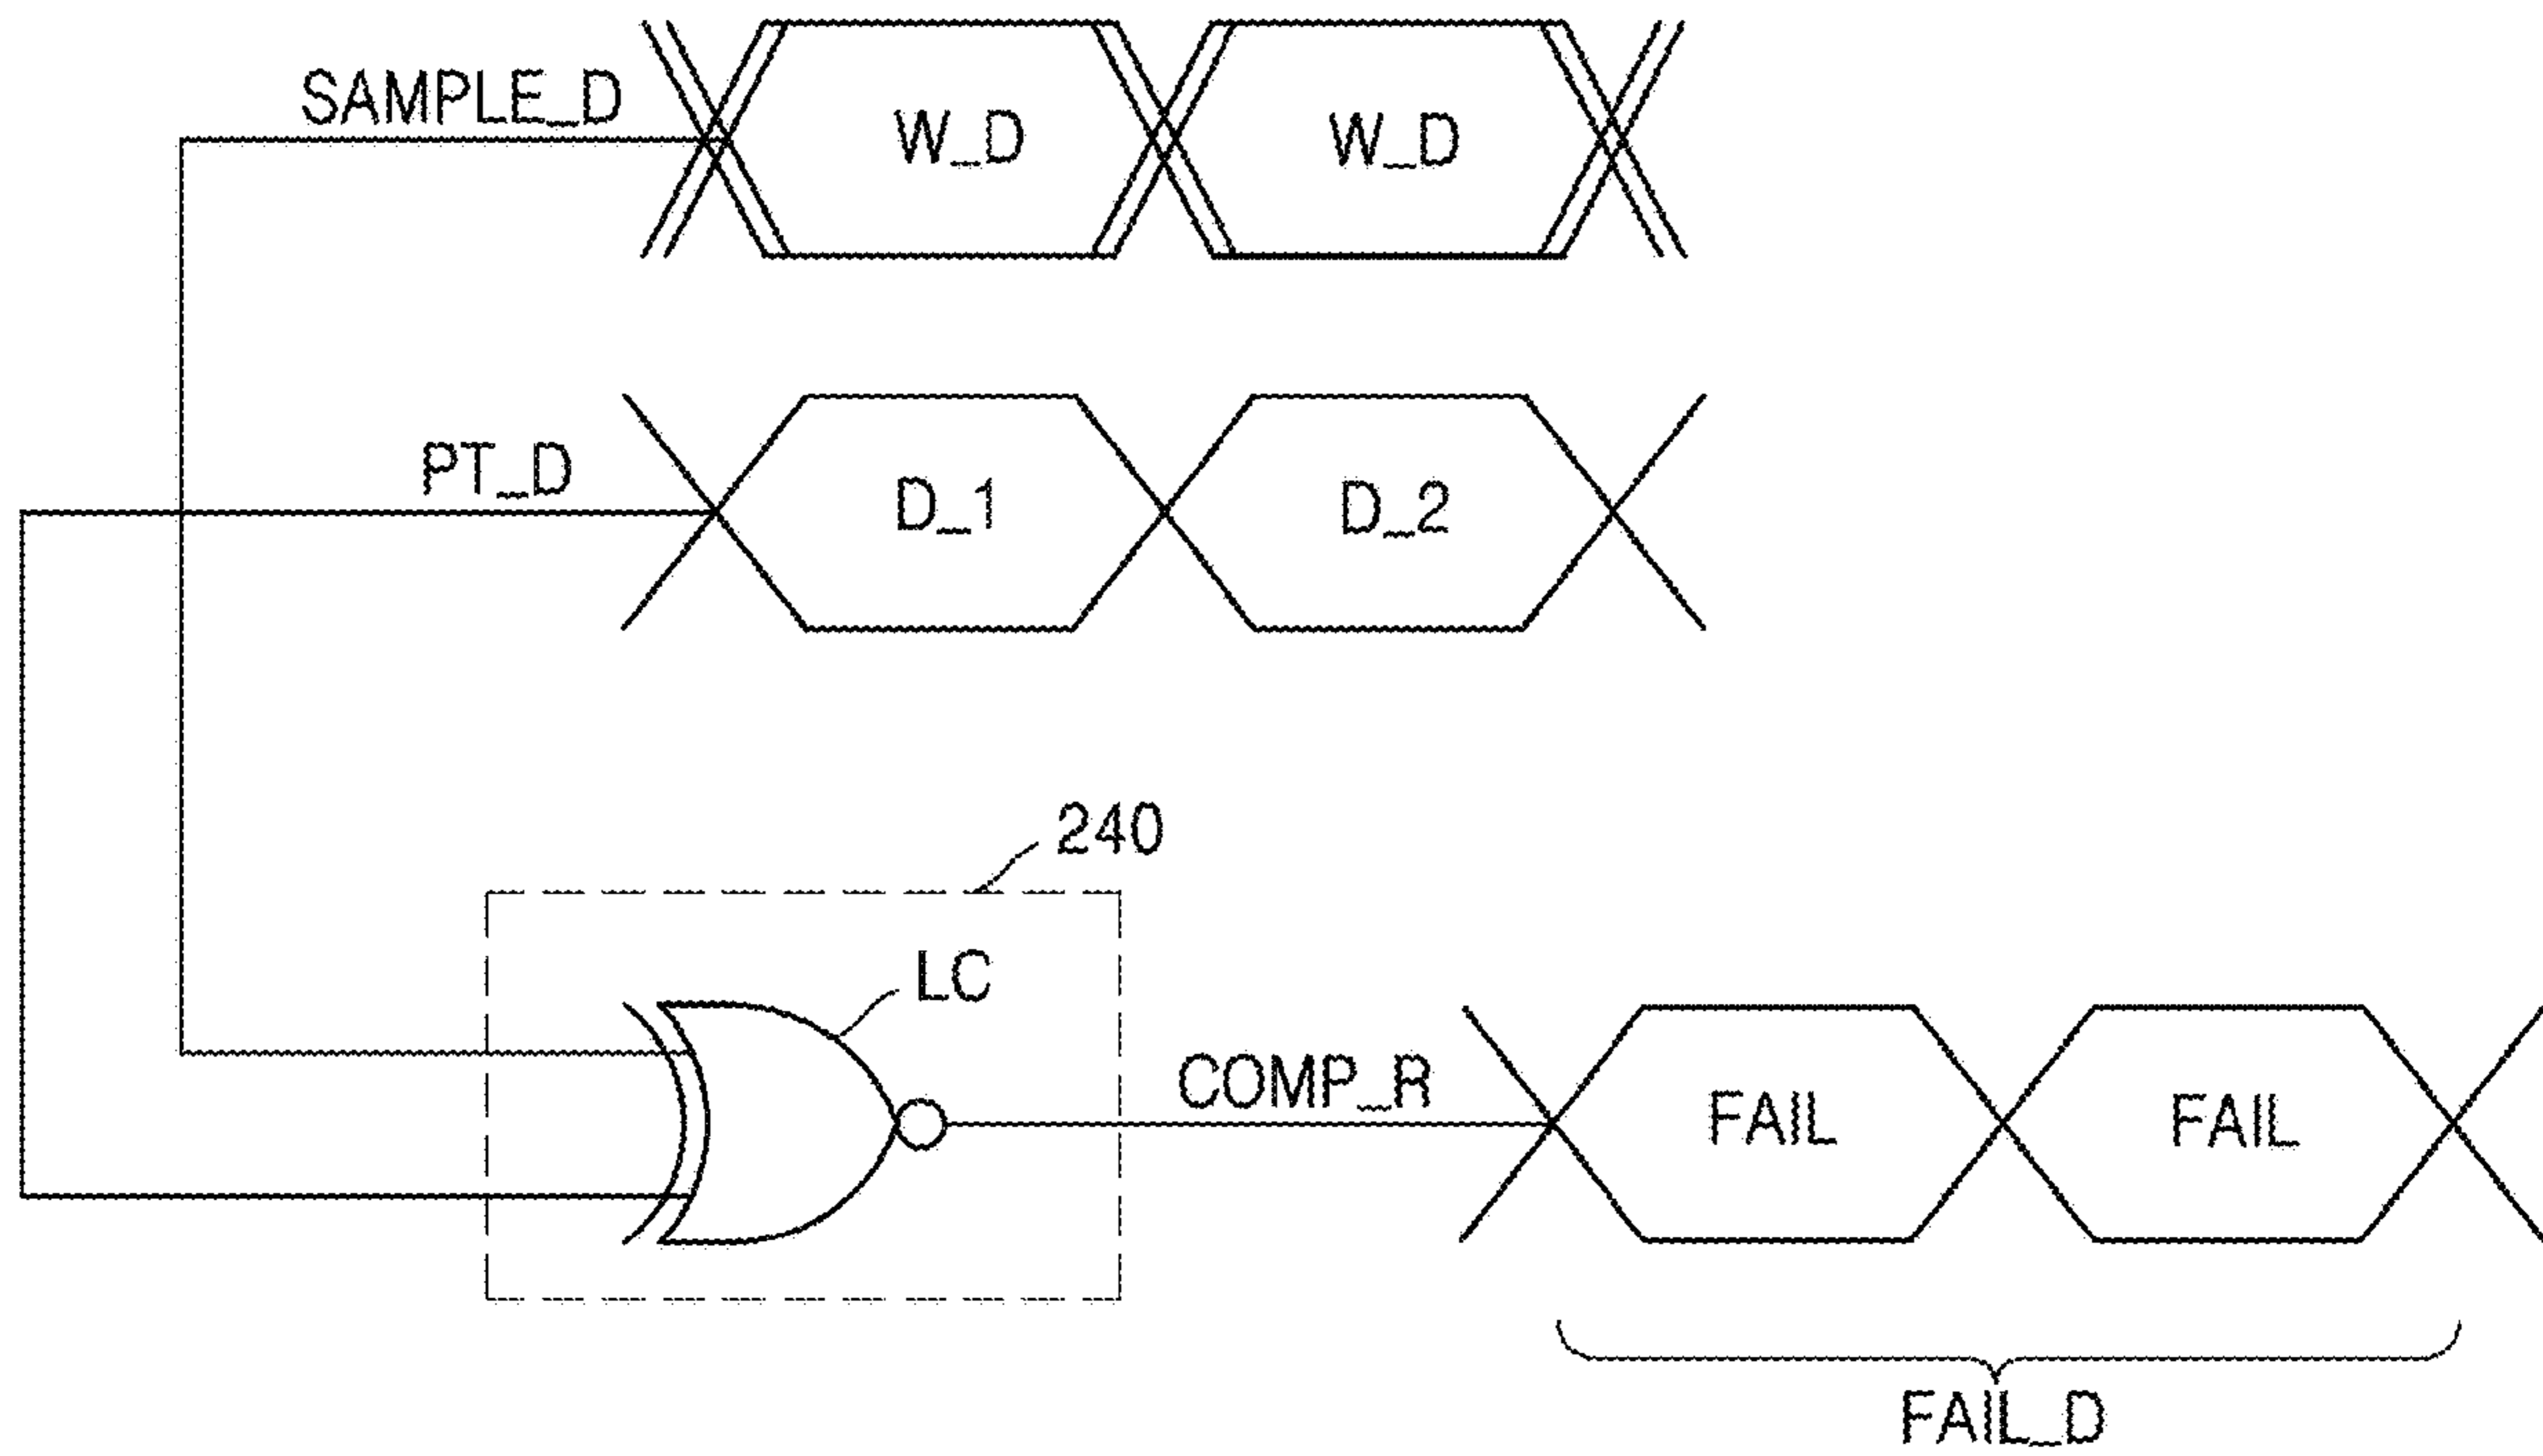 SAMPLE_D
W_D
W_D
PT_D
D_1
D_2
240
LC
COMP_R
FAIL
FAIL
FAIL_D